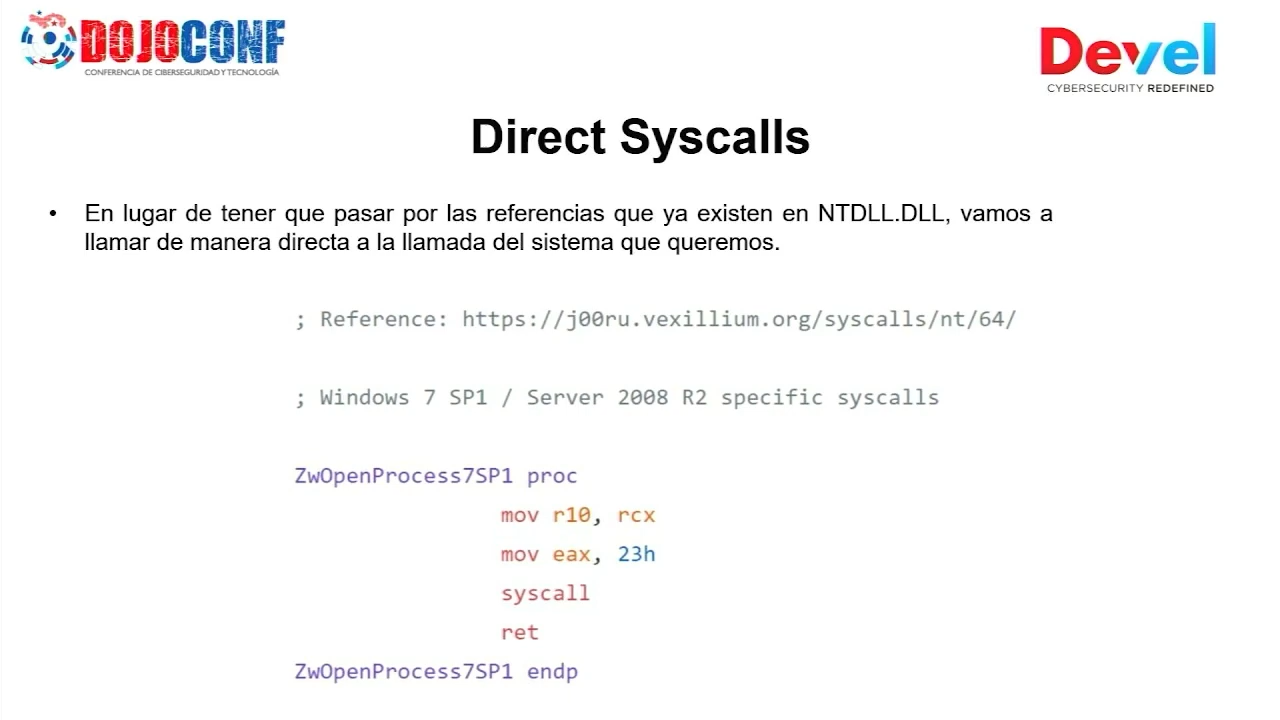 DOJOCONF
CONFERENCIA DE CIBERSEGURIDAD Y TECNOLOGÍA
Devel
CYBERSECURITY REDEFINED
Direct Syscalls
• En lugar de tener que pasar por las referencias que ya existen en NTDLL.DLL, vamos a
llamar de manera directa a la llamada del sistema que queremos.
; Reference: https://j00ru.vexillium.org/syscalls/nt/64/
; Windows 7 SP1 / Server 2008 R2 specific syscalls
ZwOpenProcess7SP1 proc
mov r10, rcx
mov eax, 23h
syscall
ret
ZwOpenProcess7SP1 endp